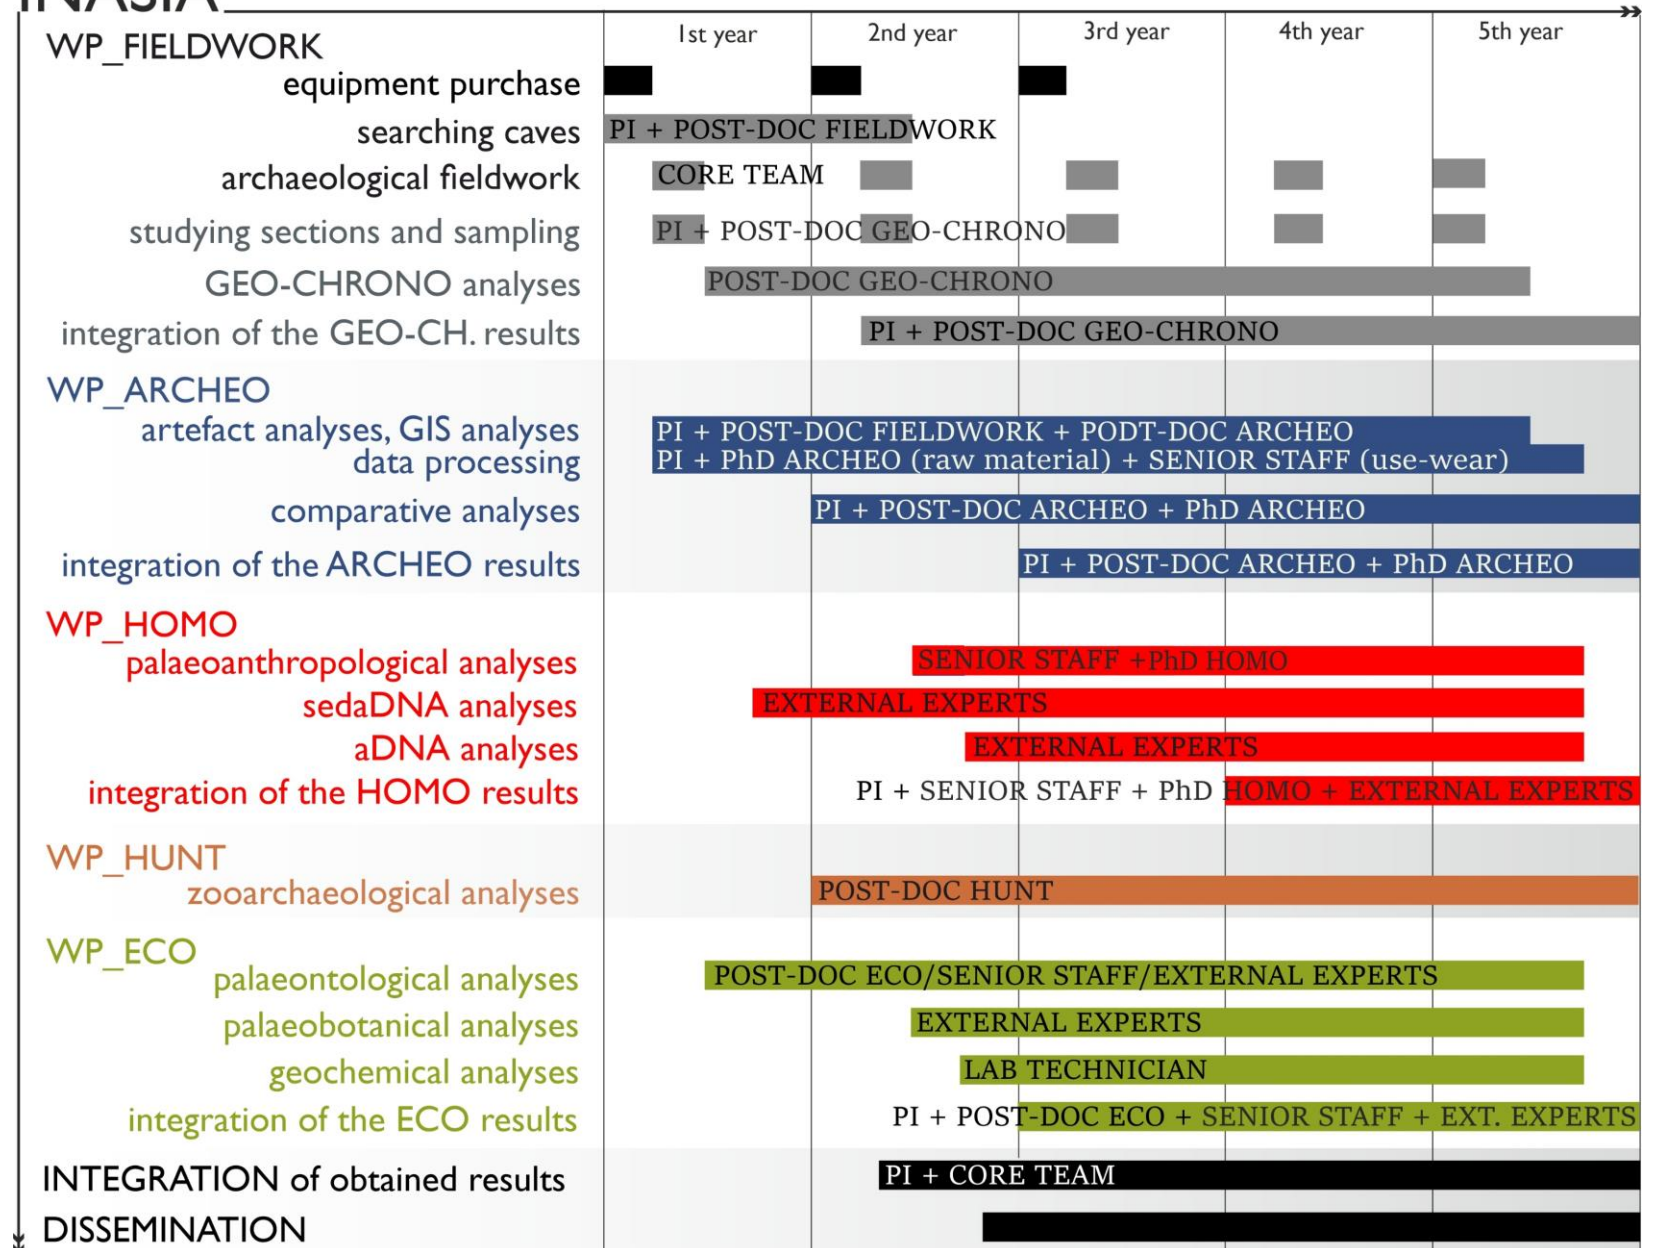 INASIA
1st year 2nd year 3rd year 4th year 5th year
WP_FIELDWORK
equipment purchase
searching caves PI + POST-DOC FIELDWORK
archaeological fieldwork CORE TEAM
studying sections and sampling PI + POST-DOC GEO-CHRONO
GEO-CHRONO analyses POST-DOC GEO-CHRONO
integration of the GEO-CH. results PI + POST-DOC GEO-CHRONO
WP_ARCHEO
artefact analyses, GIS analyses PI + POST-DOC FIELDWORK + PODT-DOC ARCHEO
data processing PI + PhD ARCHEO (raw material) + SENIOR STAFF (use-wear)
comparative analyses PI + POST-DOC ARCHEO + PhD ARCHEO
integration of the ARCHEO results PI + POST-DOC ARCHEO + PhD ARCHEO
WP_HOMO
palaeoanthropological analyses SENIOR STAFF +PhD HOMO
sedaDNA analyses EXTERNAL EXPERTS
aDNA analyses EXTERNAL EXPERTS
integration of the HOMO results PI + SENIOR STAFF + PhD HOMO + EXTERNAL EXPERTS
WP_HUNT
zooarchaeological analyses POST-DOC HUNT
WP_ECO
palaeontological analyses POST-DOC ECO/SENIOR STAFF/EXTERNAL EXPERTS
palaeobotanical analyses EXTERNAL EXPERTS
geochemical analyses LAB TECHNICIAN
integration of the ECO results PI + POST-DOC ECO + SENIOR STAFF + EXT. EXPERTS
INTEGRATION of obtained results PI + CORE TEAM
DISSEMINATION